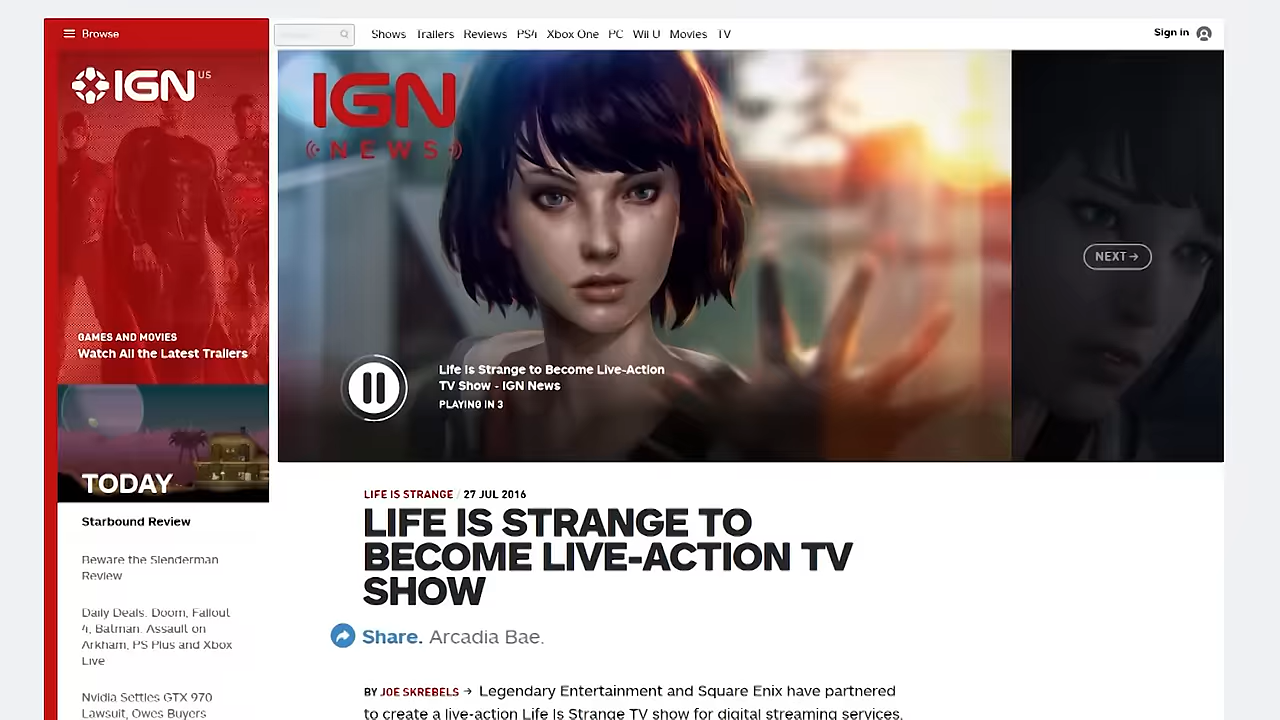 Browse
Shows Trailers Reviews PS4 Xbox One PC Wii U Movies TV
Sign in
IGN US
GAMES AND MOVIES
Watch All the Latest Trailers
TODAY
Starbound Review
Beware the Slenderman
Review
Daily Deals: Doom, Fallout
4, Batman: Assault on
Arkham, PS Plus and Xbox
Live
Nvidia Settles GTX 970
Lawsuit, Owes Buyers
IGN
NEWS
Life is Strange to Become Live-Action
TV Show - IGN News
PLAYING IN 3
NEXT→
LIFE IS STRANGE / 27 JUL 2016
LIFE IS STRANGE TO
BECOME LIVE-ACTION TV
SHOW
Share. Arcadia Bae.
BY JOE SKREBELS → Legendary Entertainment and Square Enix have partnered
to create a live-action Life Is Strange TV show for digital streaming services.